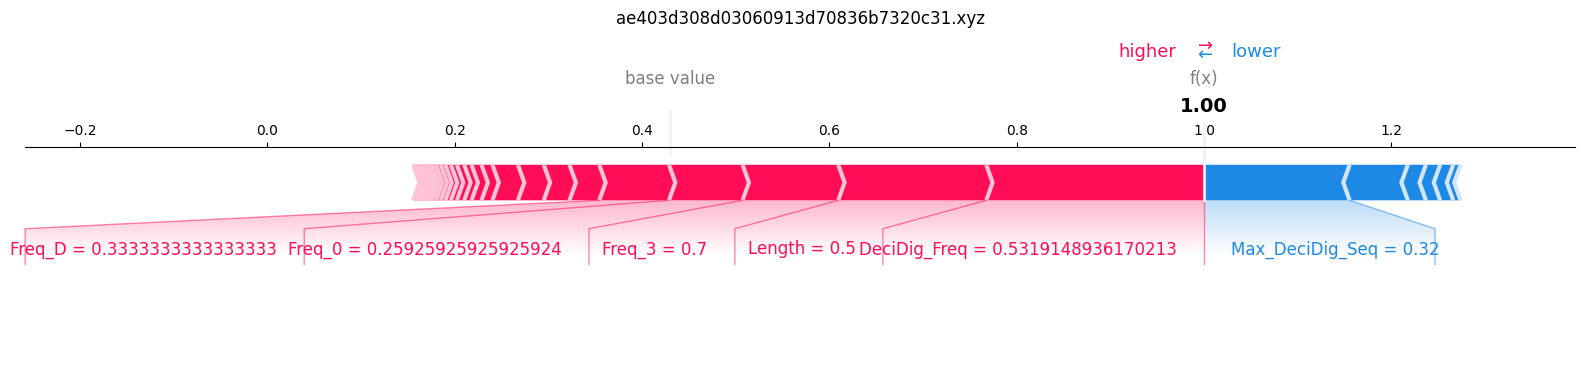 ae403d308d03060913d70836b7320c31.xyz
higher ⇄ lower
base value f(x)
1.00
−0.2 0.0 0.2 0.4 0.6 0.8 1.0 1.2
Freq_D = 0.3333333333333333 Freq_0 = 0.25925925925925924 Freq_3 = 0.7 Length = 0.5 DeciDig_Freq = 0.5319148936170213 Max_DeciDig_Seq = 0.32